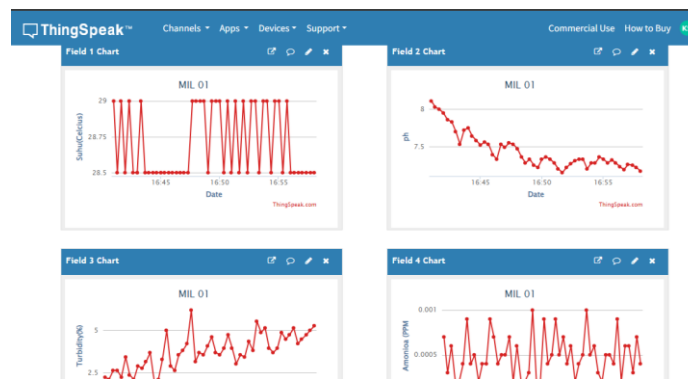 ThingSpeak™ Channels Apps Devices Support Commercial Use How to Buy
Field 1 Chart
MIL 01
Suhu(Celcius)
29
28.75
28.5
16:45 16:50 16:55
Date
ThingSpeak.com
Field 2 Chart
MIL 01
ph
8
7.5
16:45 16:50 16:55
Date
ThingSpeak.com
Field 3 Chart
MIL 01
Turbidity(%)
5
2.5
Field 4 Chart
MIL 01
Amonioa (PPM
0.001
0.0005